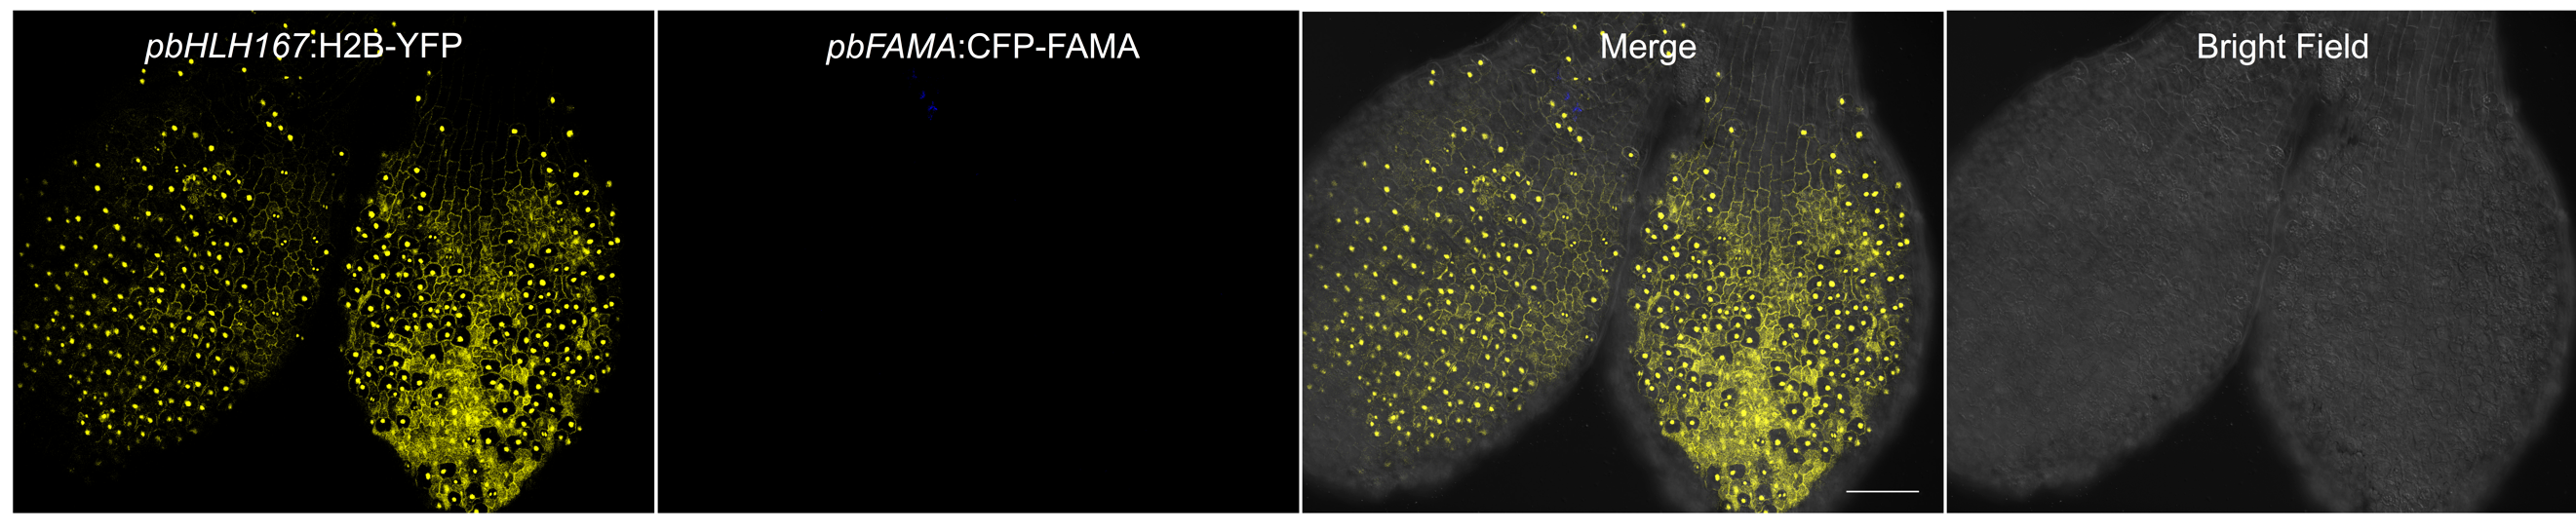 pbHLH167:H2B-YFP
pbFAMA:CFP-FAMA
Merge
Bright Field